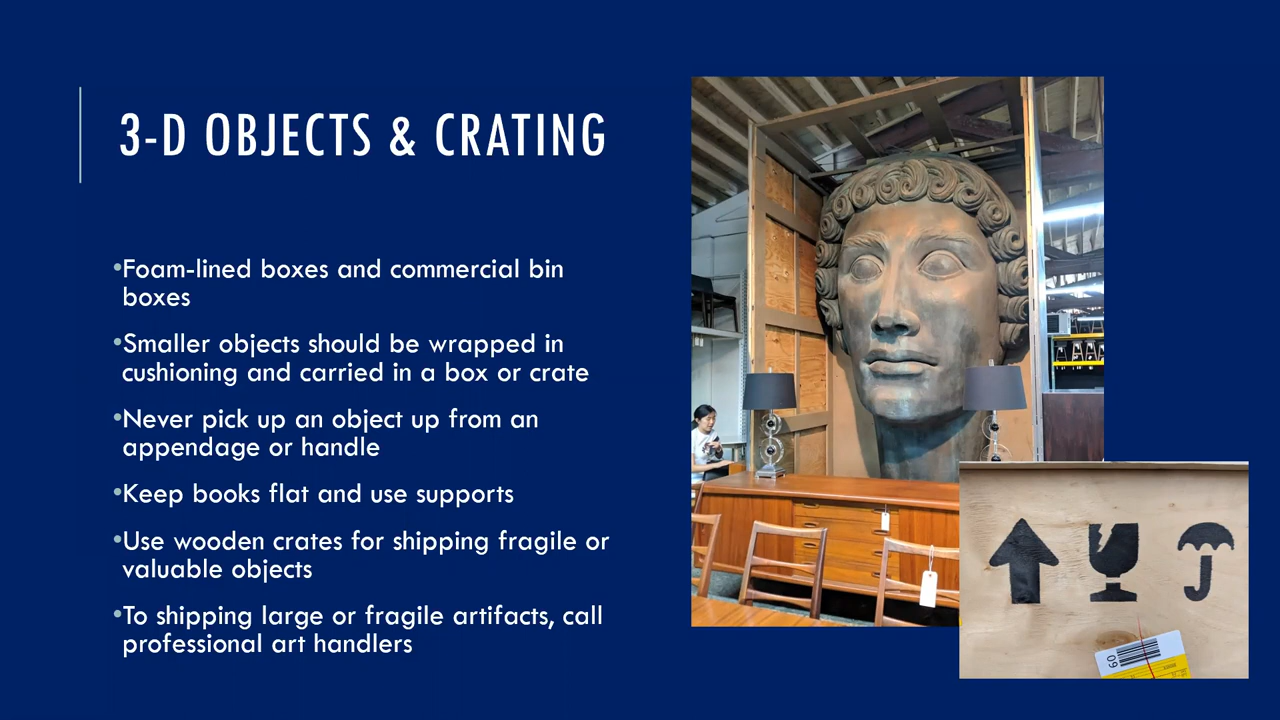 3-D OBJECTS & CRATING
•Foam-lined boxes and commercial bin
boxes
•Smaller objects should be wrapped in
cushioning and carried in a box or crate
•Never pick up an object up from an
appendage or handle
•Keep books flat and use supports
•Use wooden crates for shipping fragile or
valuable objects
•To shipping large or fragile artifacts, call
professional art handlers
09